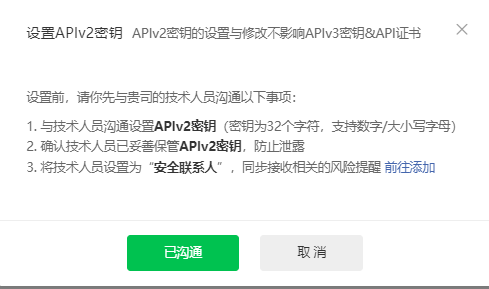 设置APIv2密钥 APIv2密钥的设置与修改不影响APIv3密钥&API证书
设置前，请你先与贵司的技术人员沟通以下事项：
1. 与技术人员沟通设置APIv2密钥（密钥为32个字符，支持数字/大小写字母）
2. 确认技术人员已妥善保管APIv2密钥，防止泄露
3. 将技术人员设置为“安全联系人”，同步接收相关的风险提醒 前往添加
已沟通 取消